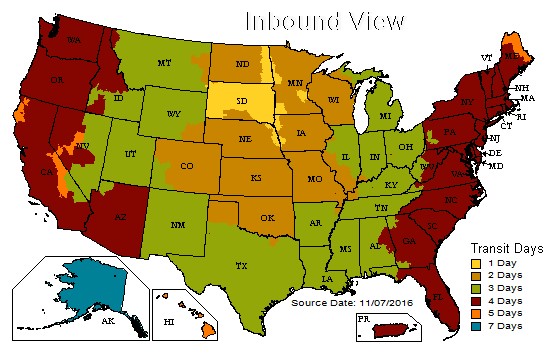 Inbound View
WA
MT
ND
MN
ME
VT
NH
MA
RI
CT
NY
OR
ID
SD
WI
MI
WY
PA
NJ
DE
MD
NV
UT
NE
IA
IL
IN
OH
WV
VA
CA
CO
KS
MO
KY
NC
AZ
NM
OK
AR
TN
SC
TX
MS
AL
GA
LA
FL
Transit Days
1 Day
2 Days
3 Days
4 Days
5 Days
7 Days
Source Date: 11/07/2016
AK
HI
PR